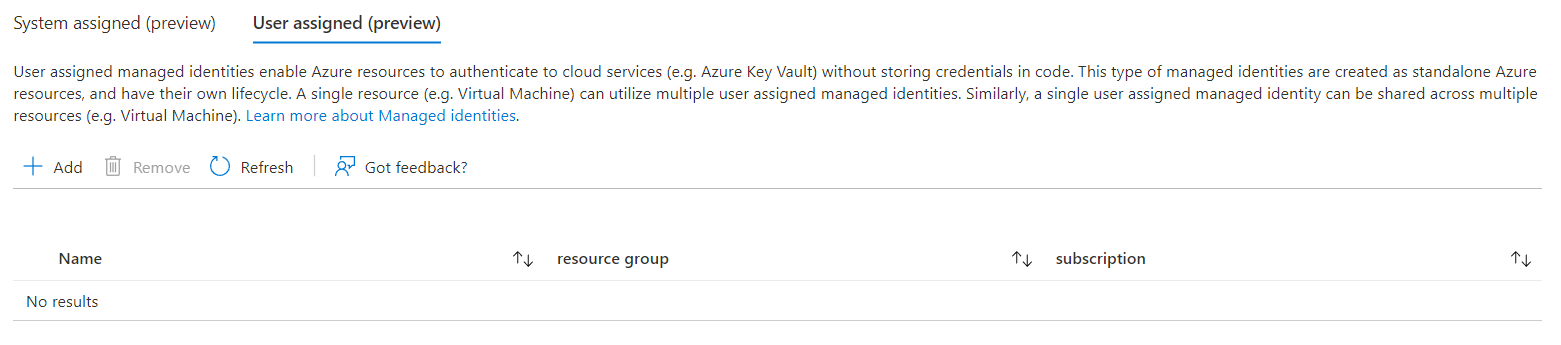 System assigned (preview) User assigned (preview)
User assigned managed identities enable Azure resources to authenticate to cloud services (e.g. Azure Key Vault) without storing credentials in code. This type of managed identities are created as standalone Azure
resources, and have their own lifecycle. A single resource (e.g. Virtual Machine) can utilize multiple user assigned managed identities. Similarly, a single user assigned managed identity can be shared across multiple
resources (e.g. Virtual Machine). Learn more about Managed identities.
Add Remove Refresh Got feedback?
Name resource group subscription
No results